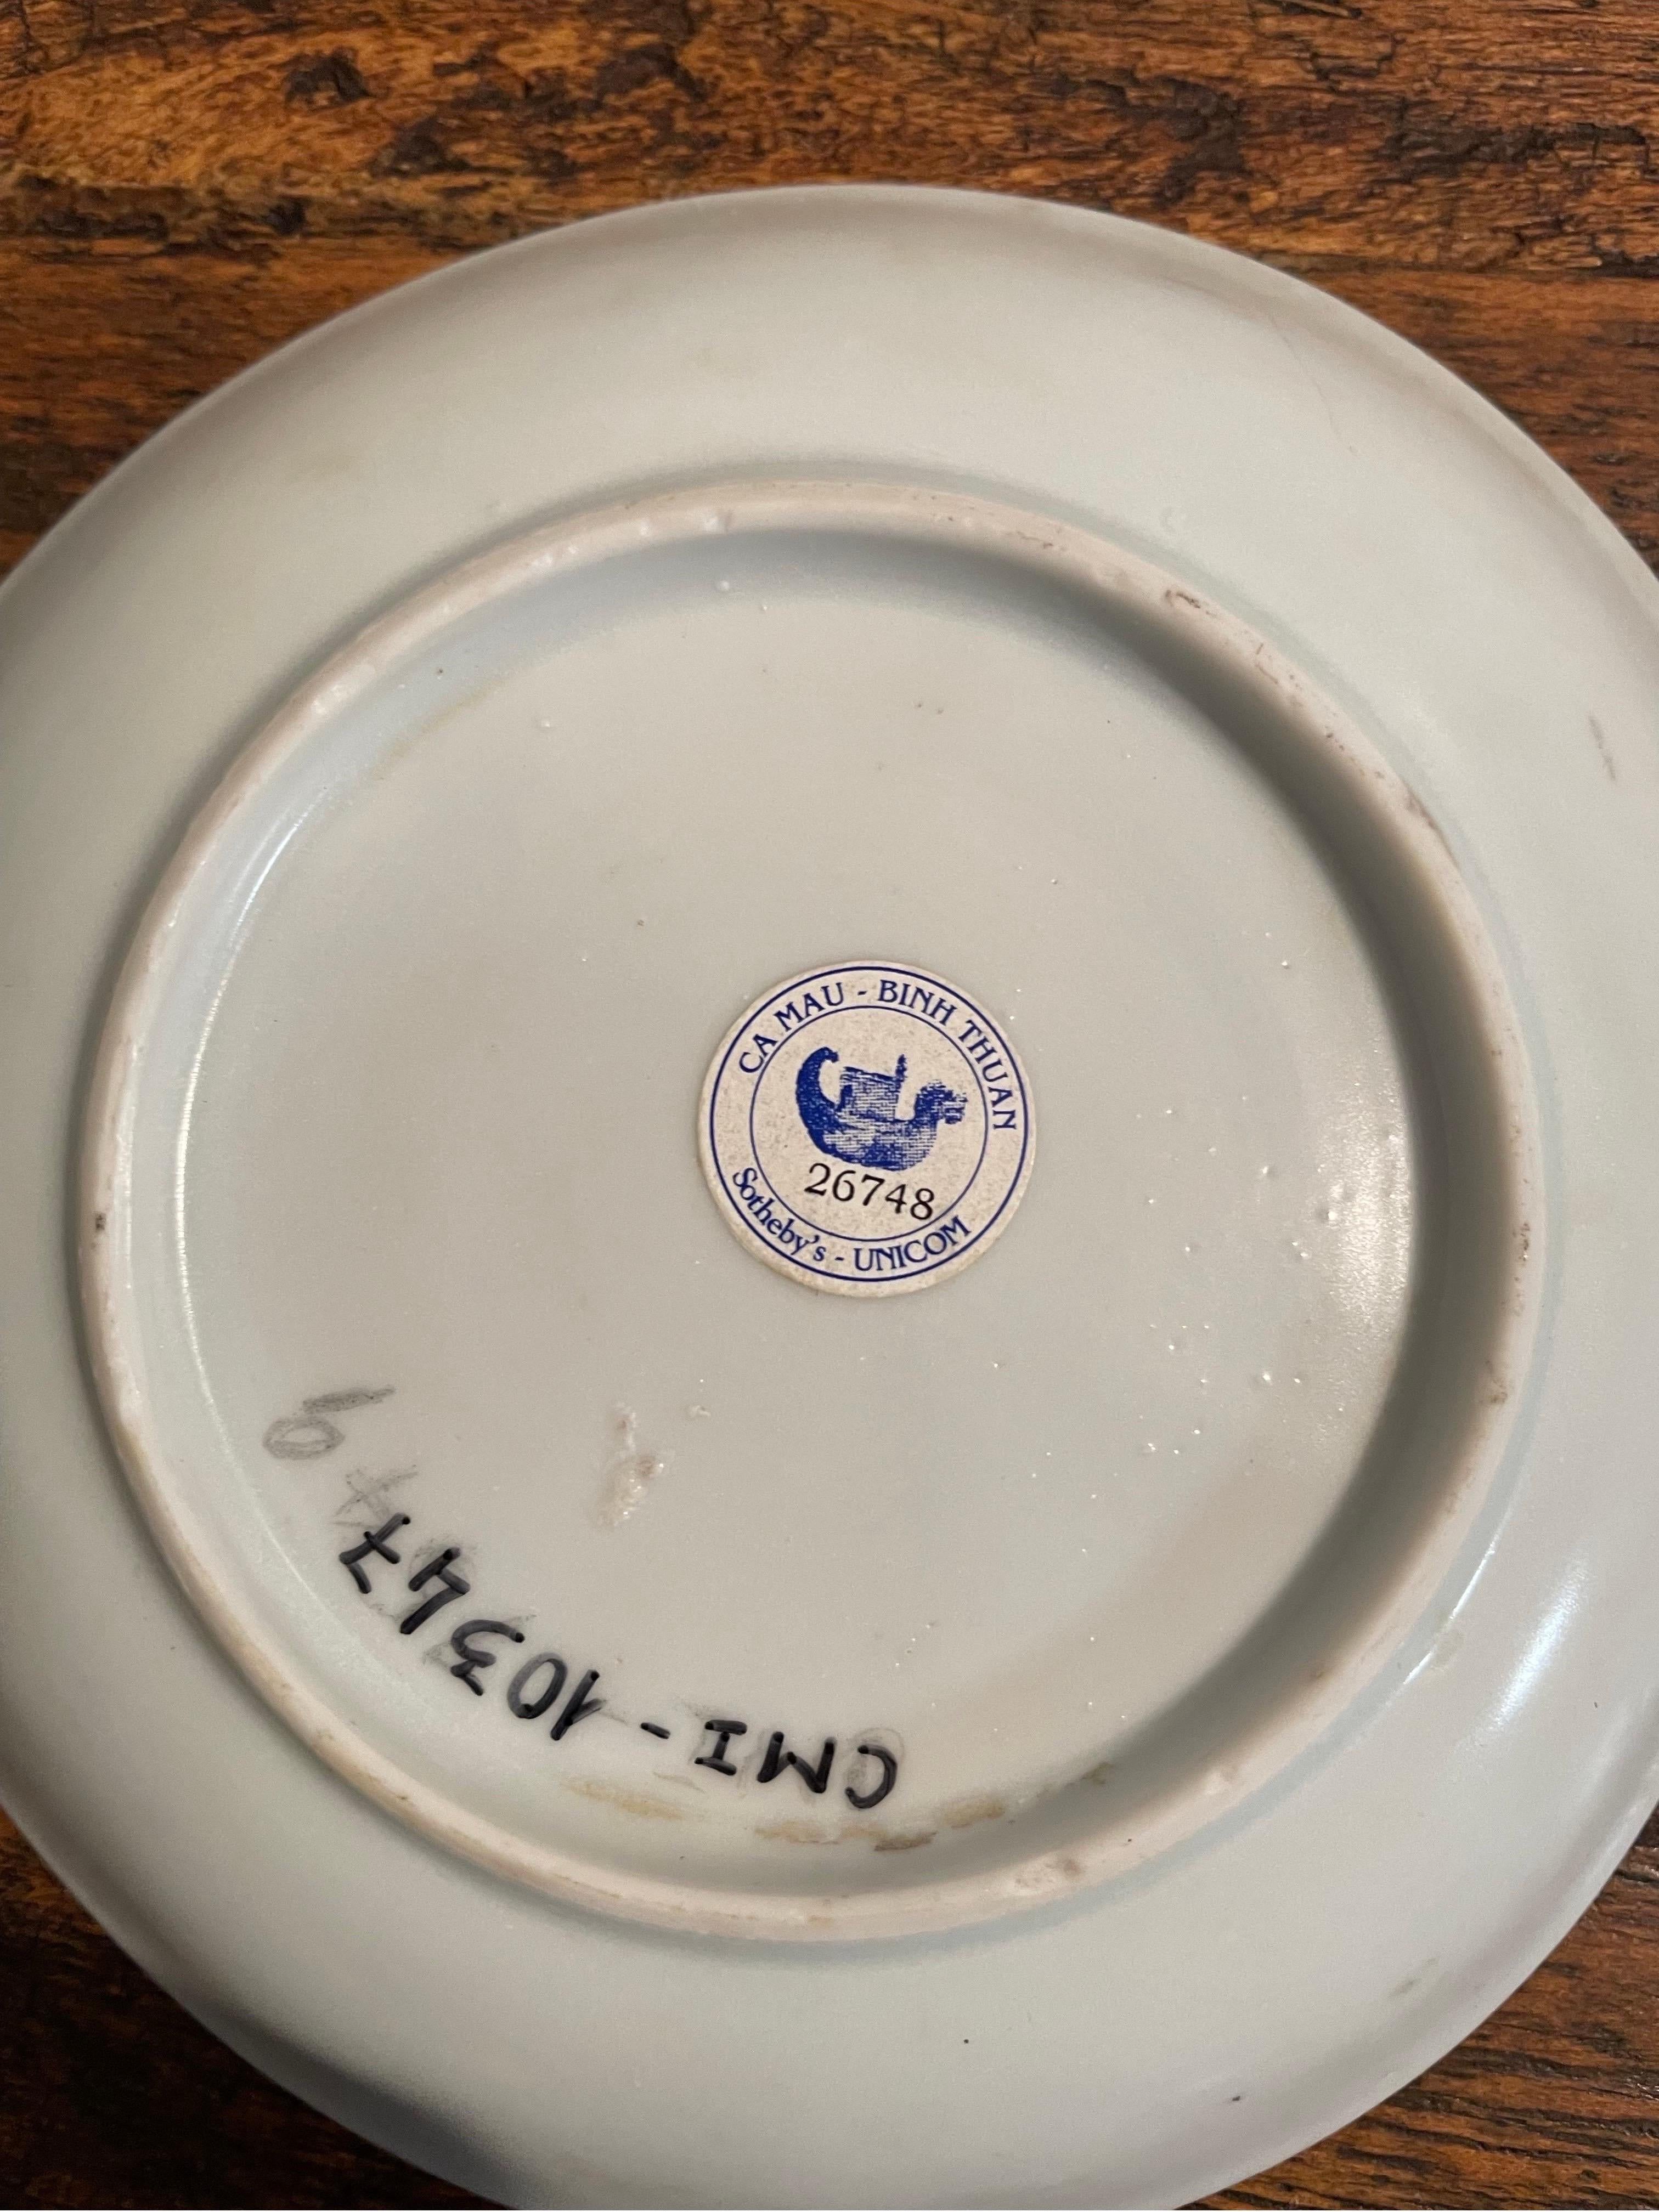 CA MAU - BINH THUAN
26748
Sotheby's - UNICOM
CMI - 10347